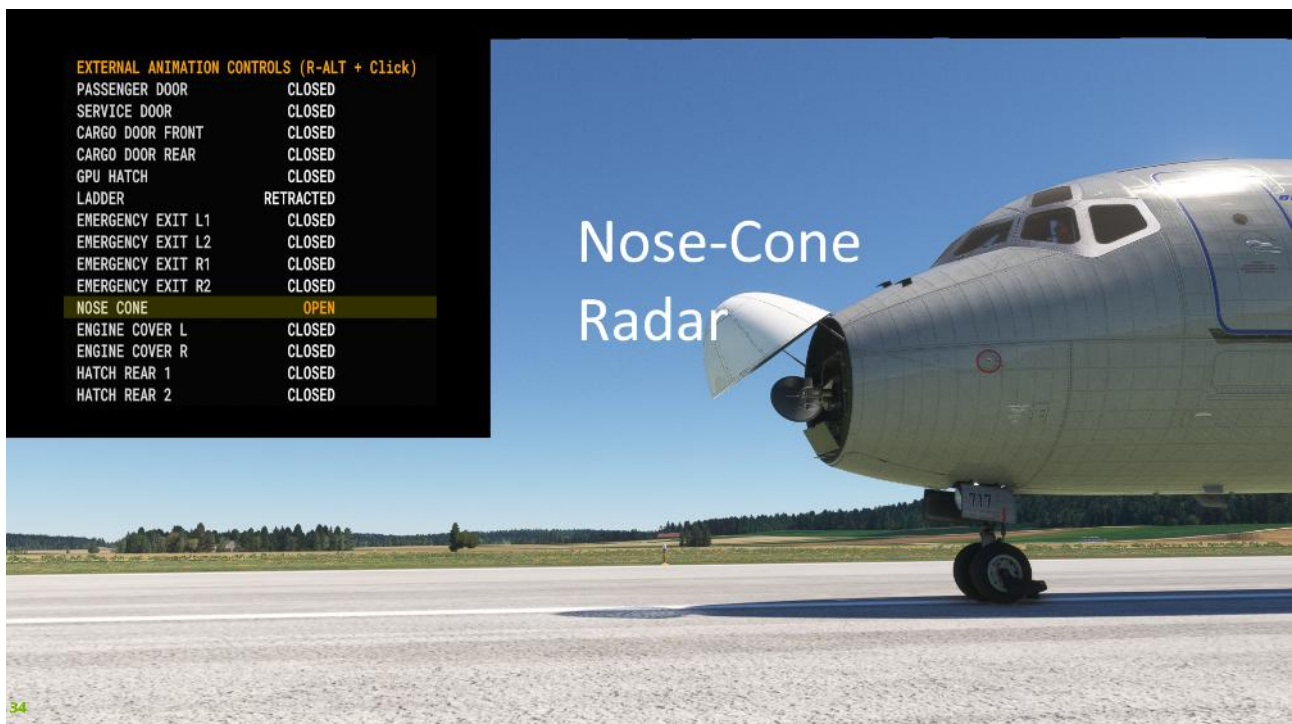 EXTERNAL ANIMATION CONTROLS (R-ALT + Click)
PASSENGER DOOR CLOSED
SERVICE DOOR CLOSED
CARGO DOOR FRONT CLOSED
CARGO DOOR REAR CLOSED
GPU HATCH CLOSED
LADDER RETRACTED
EMERGENCY EXIT L1 CLOSED
EMERGENCY EXIT L2 CLOSED
EMERGENCY EXIT R1 CLOSED
EMERGENCY EXIT R2 CLOSED
NOSE CONE OPEN
ENGINE COVER L CLOSED
ENGINE COVER R CLOSED
HATCH REAR 1 CLOSED
HATCH REAR 2 CLOSED
Nose-Cone
Radar
717
34